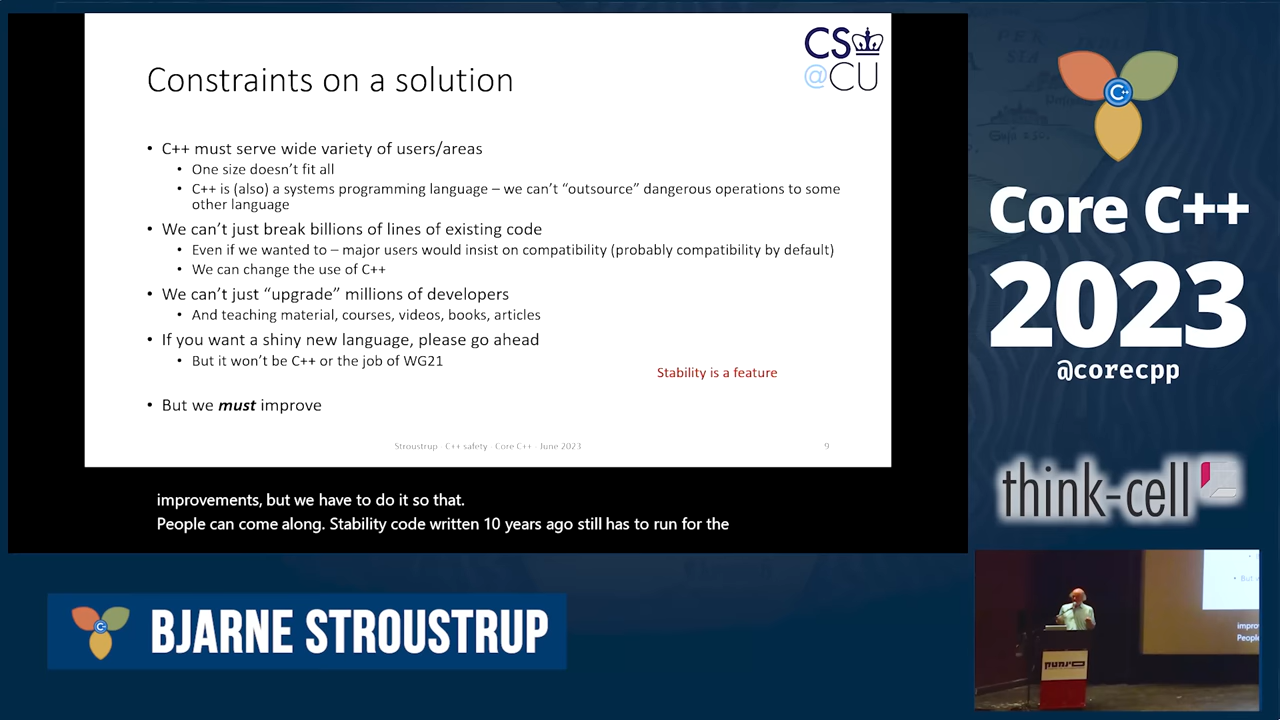 CS
@CU
Constraints on a solution
• C++ must serve wide variety of users/areas
• One size doesn’t fit all
• C++ is (also) a systems programming language – we can’t “outsource” dangerous operations to some
other language
• We can’t just break billions of lines of existing code
• Even if we wanted to – major users would insist on compatibility (probably compatibility by default)
• We can change the use of C++
• We can’t just “upgrade” millions of developers
• And teaching material, courses, videos, books, articles
• If you want a shiny new language, please go ahead
• But it won’t be C++ or the job of WG21
Stability is a feature
• But we must improve
Stroustrup - C++ safety - Core C++ - June 2023
9
improvements, but we have to do it so that.
People can come along. Stability code written 10 years ago still has to run for the
C++
BJARNE STROUSTRUP
C++
Core C++
2023
@corecpp
think-cell
• But w
impro
Peopl